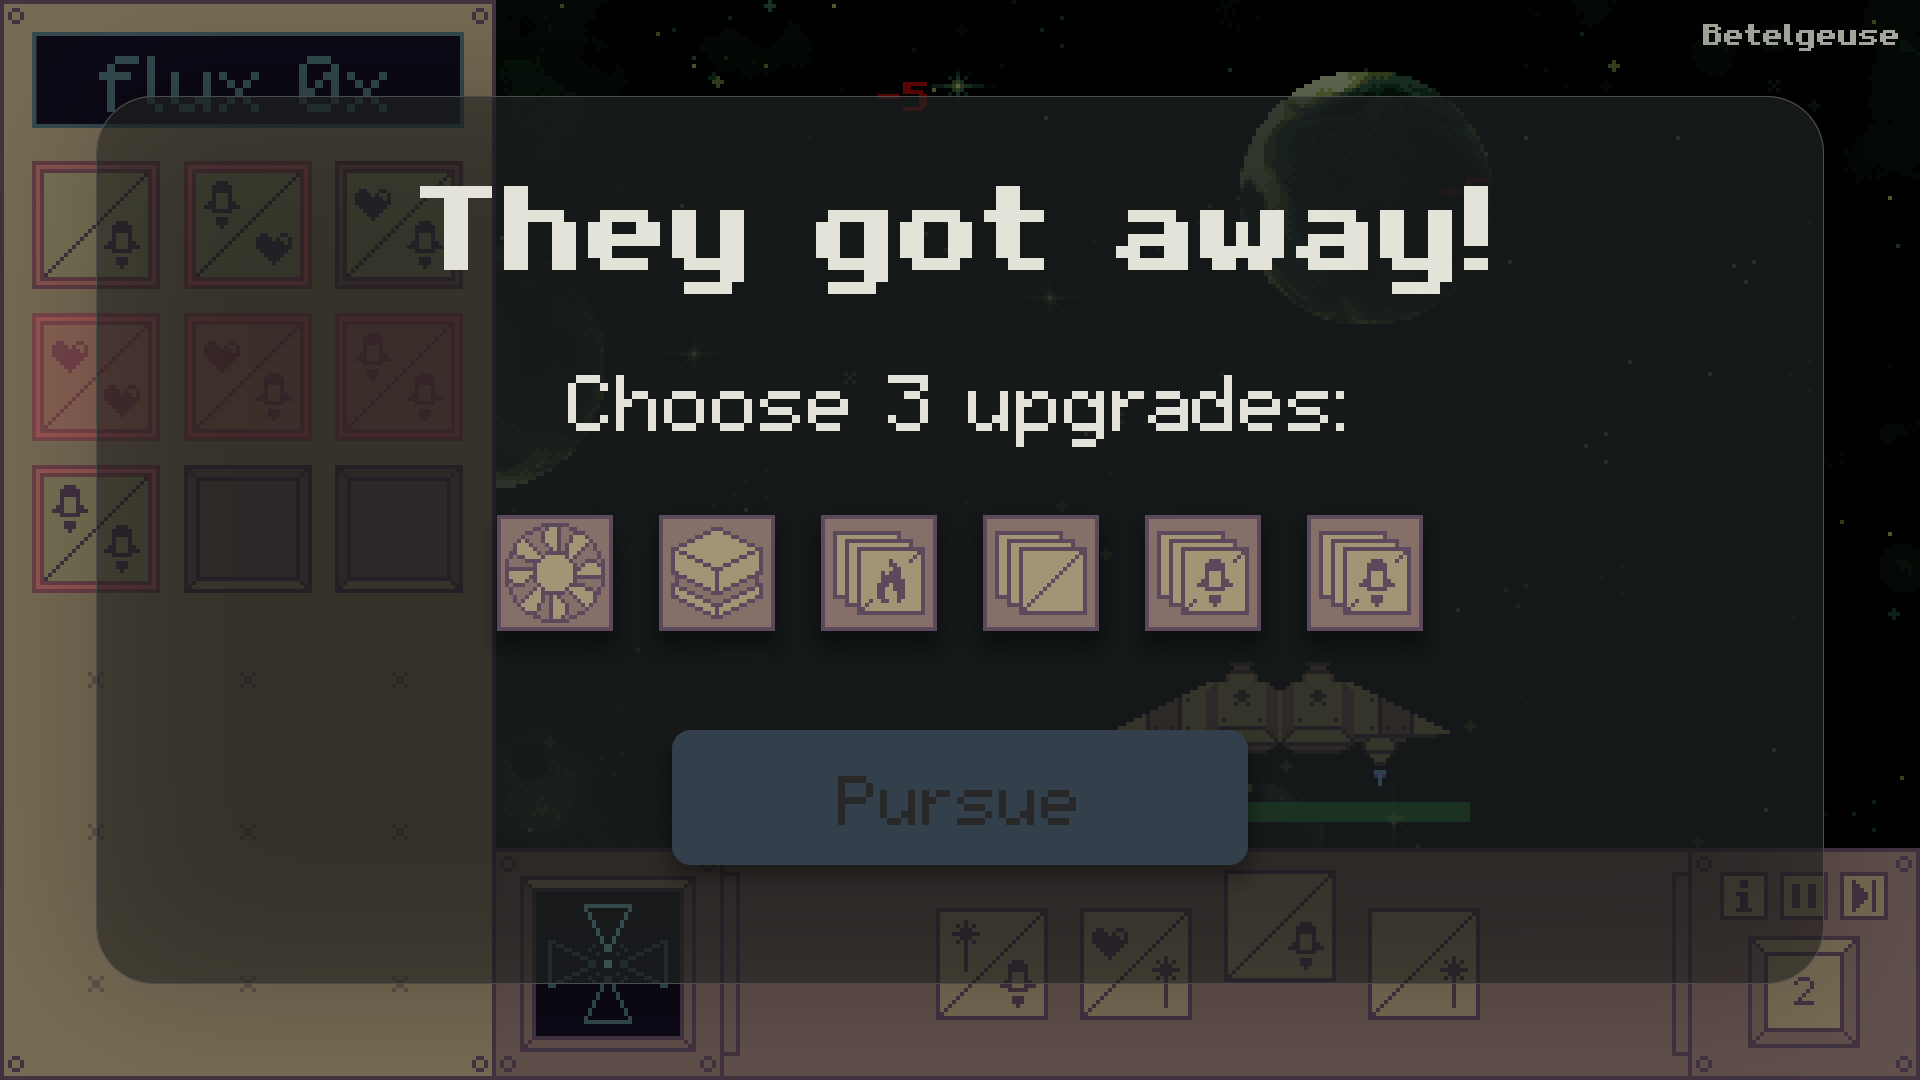 Betelgeuse
flux 0x
-5
They got away!
Choose 3 upgrades:
Pursue
i
2